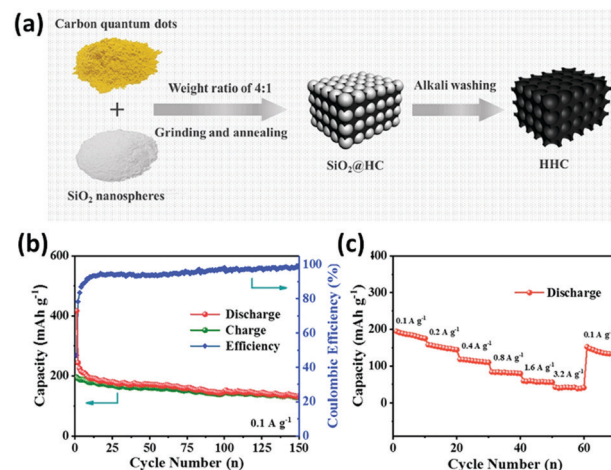 (a)
Carbon quantum dots
+
SiO2 nanospheres
Weight ratio of 4:1
Grinding and annealing
SiO2@HC
Alkali washing
HHC
(b)
Capacity (mAh g-1)
600
400
200
0
Discharge
Charge
Efficiency
0.1 A g-1
0 25 50 75 100 125 150
Cycle Number (n)
100
80
60
40
20
0
Coulombic Efficiency (%)
(c)
Capacity (mAh g-1)
400
300
200
100
0
Discharge
0.1 A g-1
0.2 A g-1
0.4 A g-1
0.8 A g-1
1.6 A g-1
3.2 A g-1
0.1 A
0 20 40 60
Cycle Number (n)